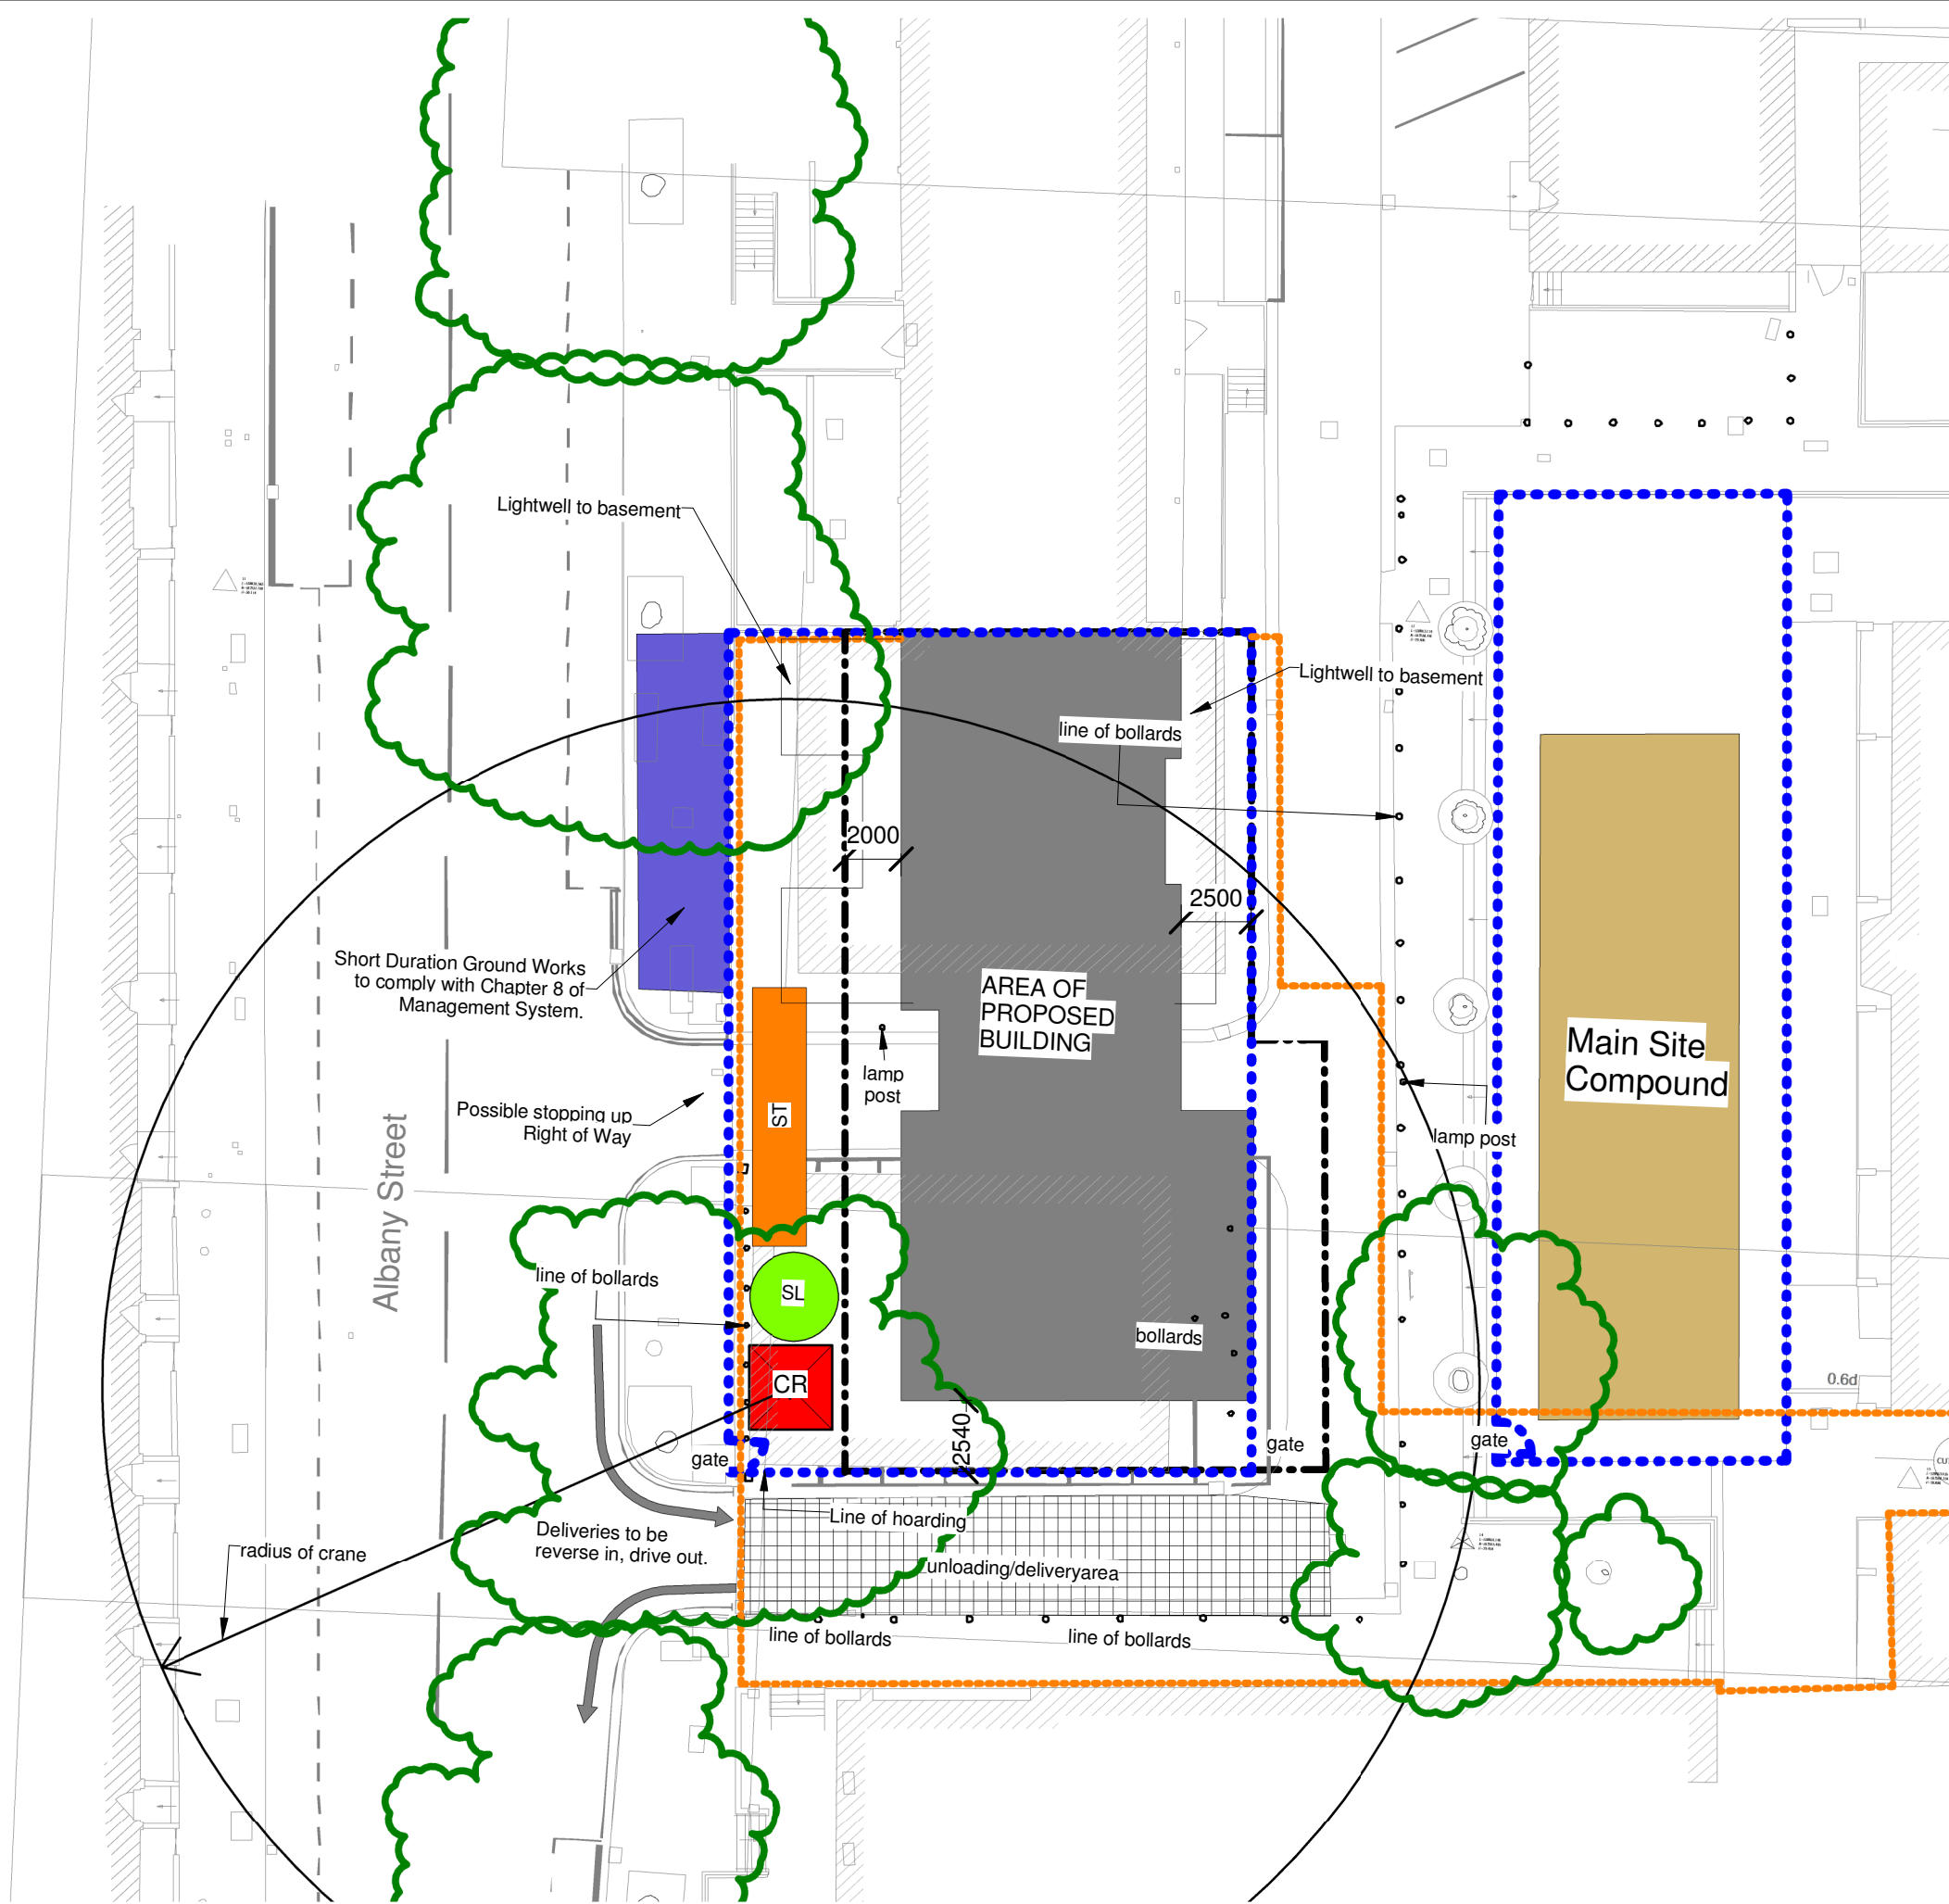 Lightwell to basement
Lightwell to basement
line of bollards
2000
2500
Short Duration Ground Works
to comply with Chapter 8 of
Management System.
AREA OF
PROPOSED
BUILDING
Main Site
Compound
lamp
post
ST
Possible stopping up
Right of Way
lamp post
Albany Street
line of bollards
SL
bollards
CR
0.6d
2540
gate
gate
gate
Line of hoarding
Deliveries to be
reverse in, drive out.
radius of crane
unloading/deliveryarea
line of bollards
line of bollards